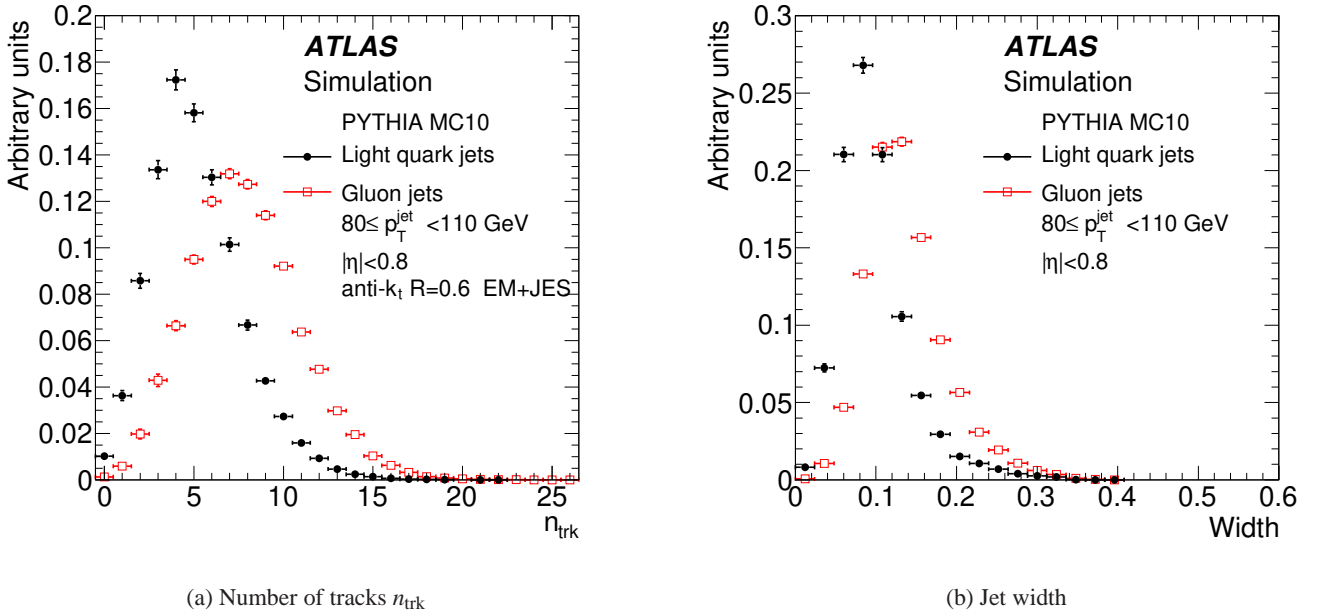 Arbitrary units
0.2
0.18
0.16
0.14
0.12
0.1
0.08
0.06
0.04
0.02
0
ATLAS
Simulation
PYTHIA MC10
Light quark jets
Gluon jets
80≤ p_T^jet <110 GeV
|η|<0.8
anti-k_t R=0.6 EM+JES
0 5 10 15 20 25
n_trk
(a) Number of tracks n_trk
Arbitrary units
0.3
0.25
0.2
0.15
0.1
0.05
0
ATLAS
Simulation
PYTHIA MC10
Light quark jets
Gluon jets
80≤ p_T^jet <110 GeV
|η|<0.8
0 0.1 0.2 0.3 0.4 0.5 0.6
Width
(b) Jet width